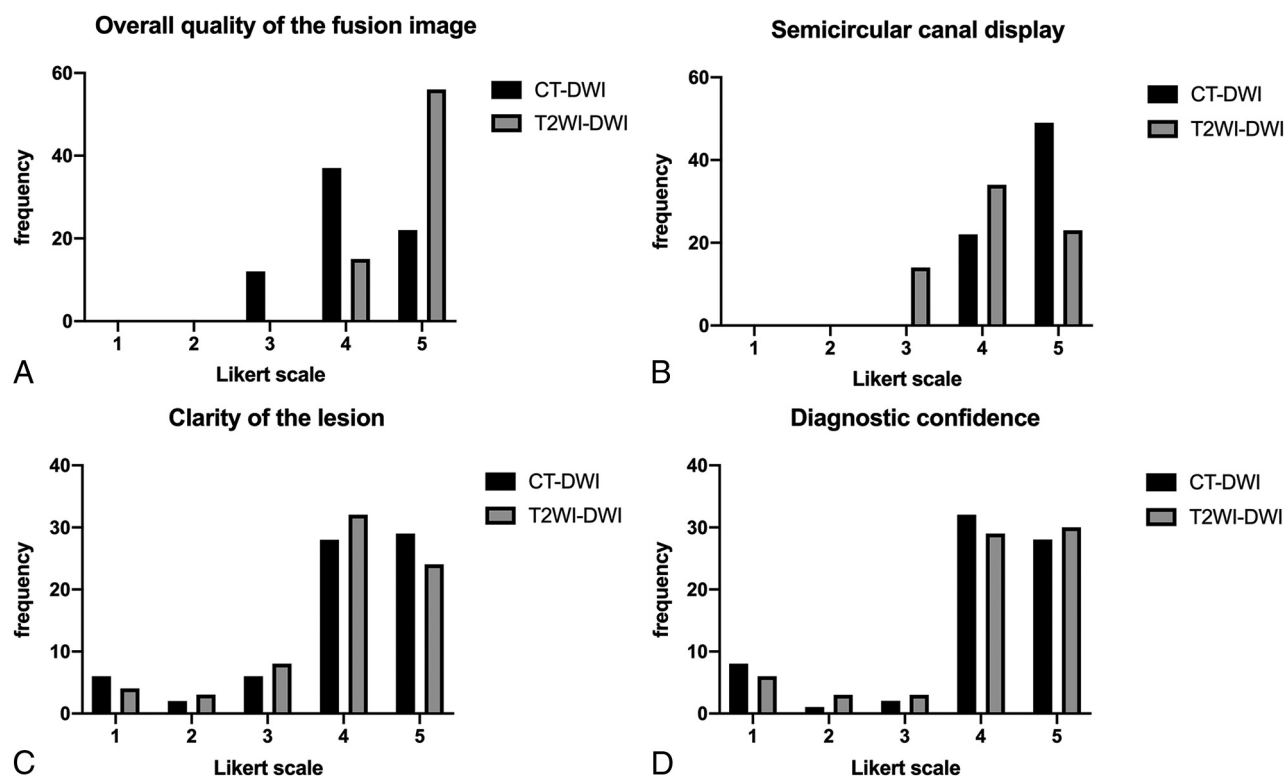 Overall quality of the fusion image
60
40
20
0
frequency
1 2 3 4 5
Likert scale
CT-DWI
T2WI-DWI
A
Semicircular canal display
60
40
20
0
frequency
1 2 3 4 5
Likert scale
CT-DWI
T2WI-DWI
B
Clarity of the lesion
40
30
20
10
0
frequency
1 2 3 4 5
Likert scale
CT-DWI
T2WI-DWI
C
Diagnostic confidence
40
30
20
10
0
frequency
1 2 3 4 5
Likert scale
CT-DWI
T2WI-DWI
D